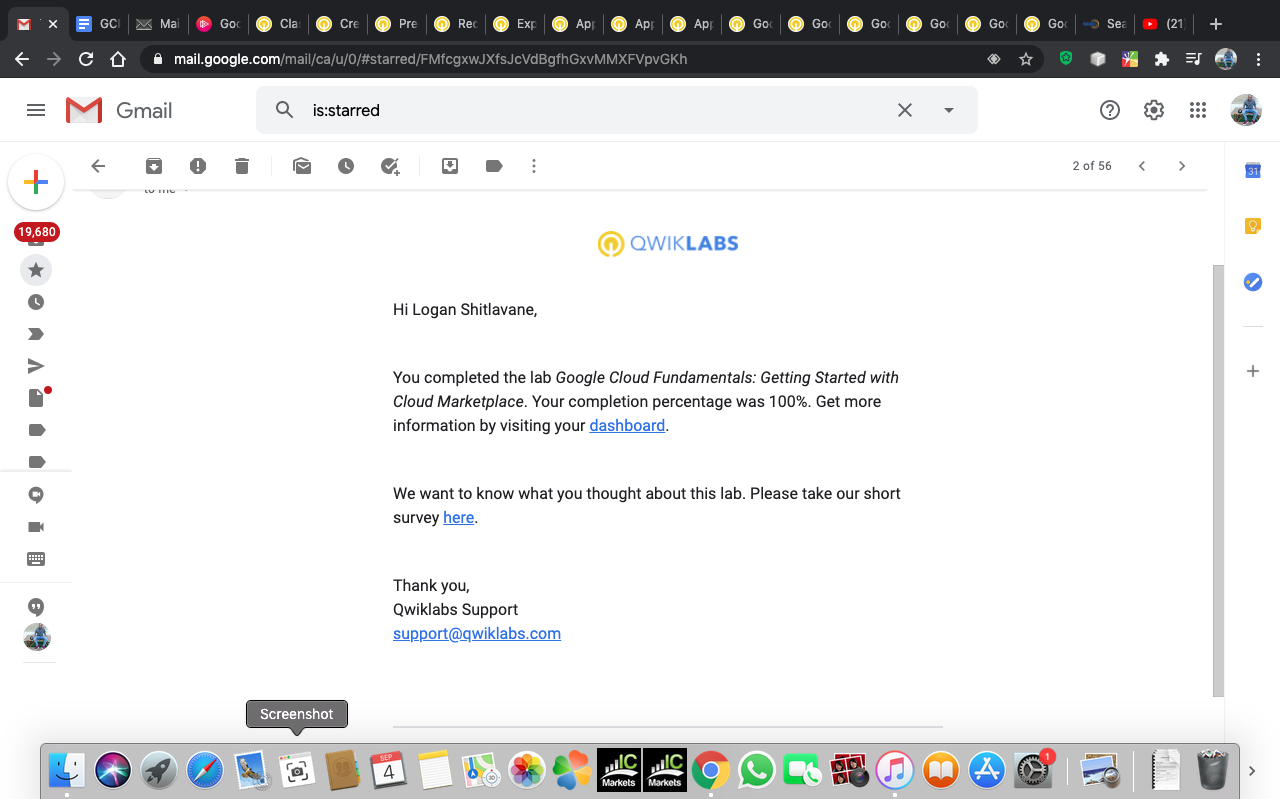 GCI
Mai
Goo
Cla
Cre
Pre
Rec
Exp
App
App
App
Goo
Goo
Goo
Goo
Goo
Goo
Sea
(21)
mail.google.com/mail/ca/u/0/#starred/FMfcgxwJXfsJcVdBgfhGxvMMXFVpvGKh
Gmail
is:starred
2 of 56
19,680
31
to me
QWIKLABS
Hi Logan Shitlavane,
You completed the lab Google Cloud Fundamentals: Getting Started with
Cloud Marketplace. Your completion percentage was 100%. Get more
information by visiting your dashboard.
We want to know what you thought about this lab. Please take our short
survey here.
Thank you,
Qwiklabs Support
support@qwiklabs.com
Screenshot
SEP
4
IC
Markets
IC
Markets
1